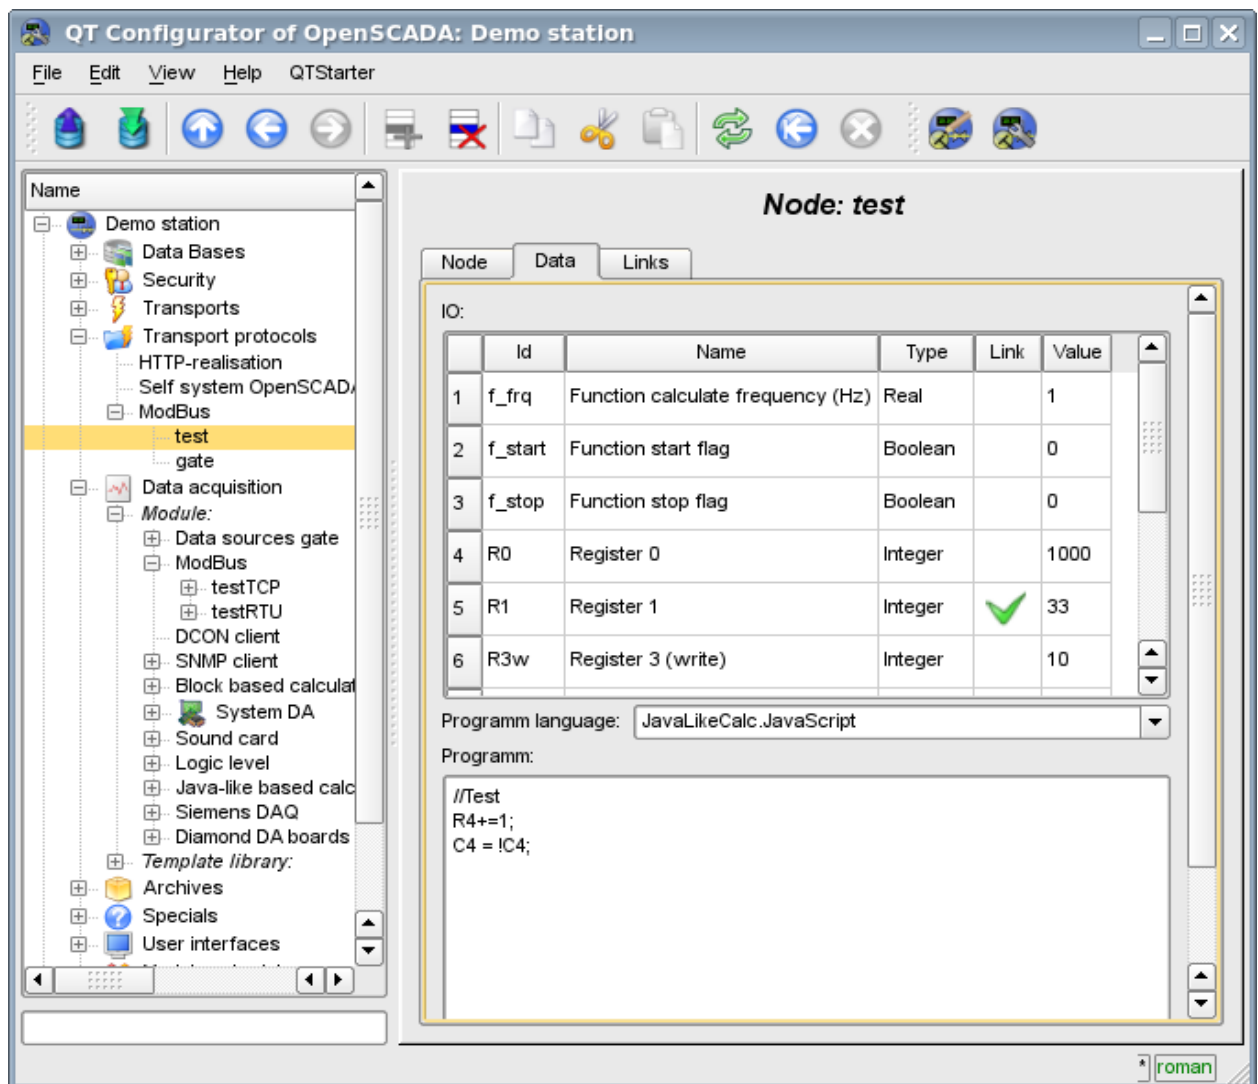 QT Configurator of OpenSCADA: Demo station
File Edit View Help QTStarter
Name
Demo station
Data Bases
Security
Transports
Transport protocols
HTTP-realisation
Self system OpenSCADA
ModBus
test
gate
Data acquisition
Module:
Data sources gate
ModBus
testTCP
testRTU
DCON client
SNMP client
Block based calculat
System DA
Sound card
Logic level
Java-like based calc
Siemens DAQ
Diamond DA boards
Template library:
Archives
Specials
User interfaces
Node: test
Node Data Links
IO:
Id Name Type Link Value
1 f_frq Function calculate frequency (Hz) Real 1
2 f_start Function start flag Boolean 0
3 f_stop Function stop flag Boolean 0
4 R0 Register 0 Integer 1000
5 R1 Register 1 Integer 33
6 R3w Register 3 (write) Integer 10
Programm language: JavaLikeCalc.JavaScript
Programm:
//Test
R4+=1;
C4 = !C4;
* roman